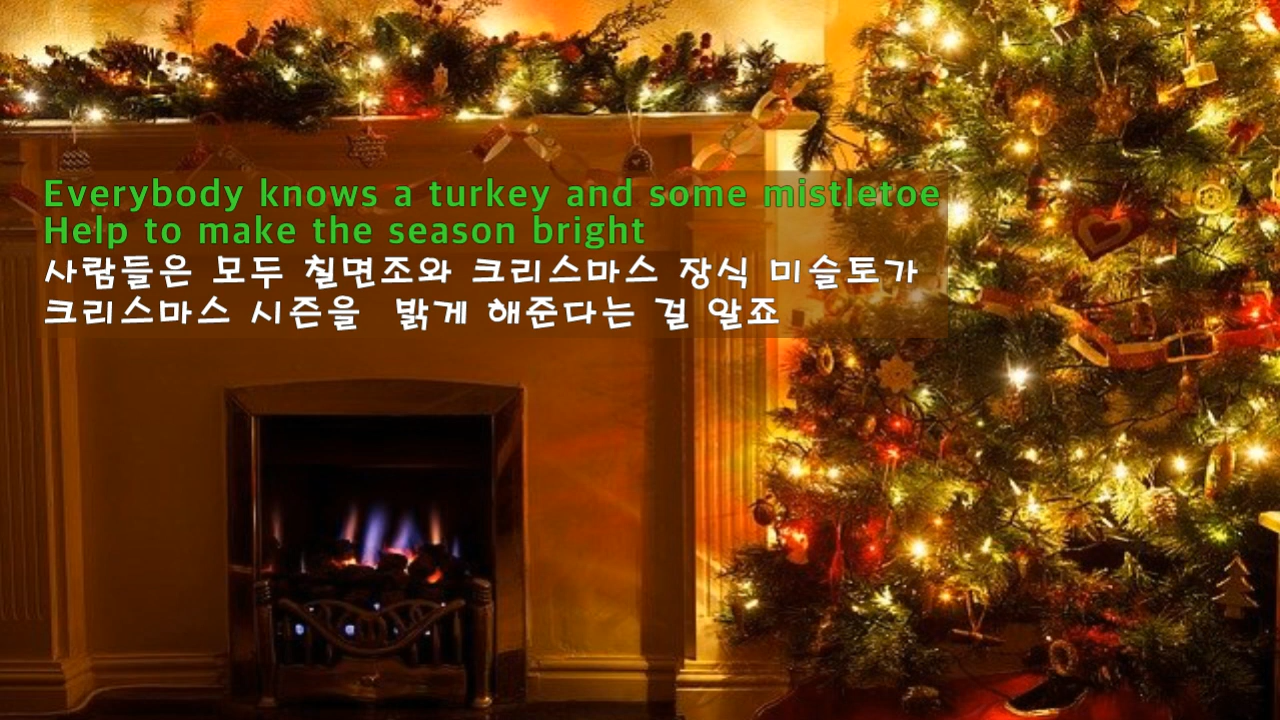 Everybody knows a turkey and some mistletoe
Help to make the season bright
사람들은 모두 칠면조와 크리스마스 장식 미슬토가
크리스마스 시즌을 밝게 해준다는 걸 알죠